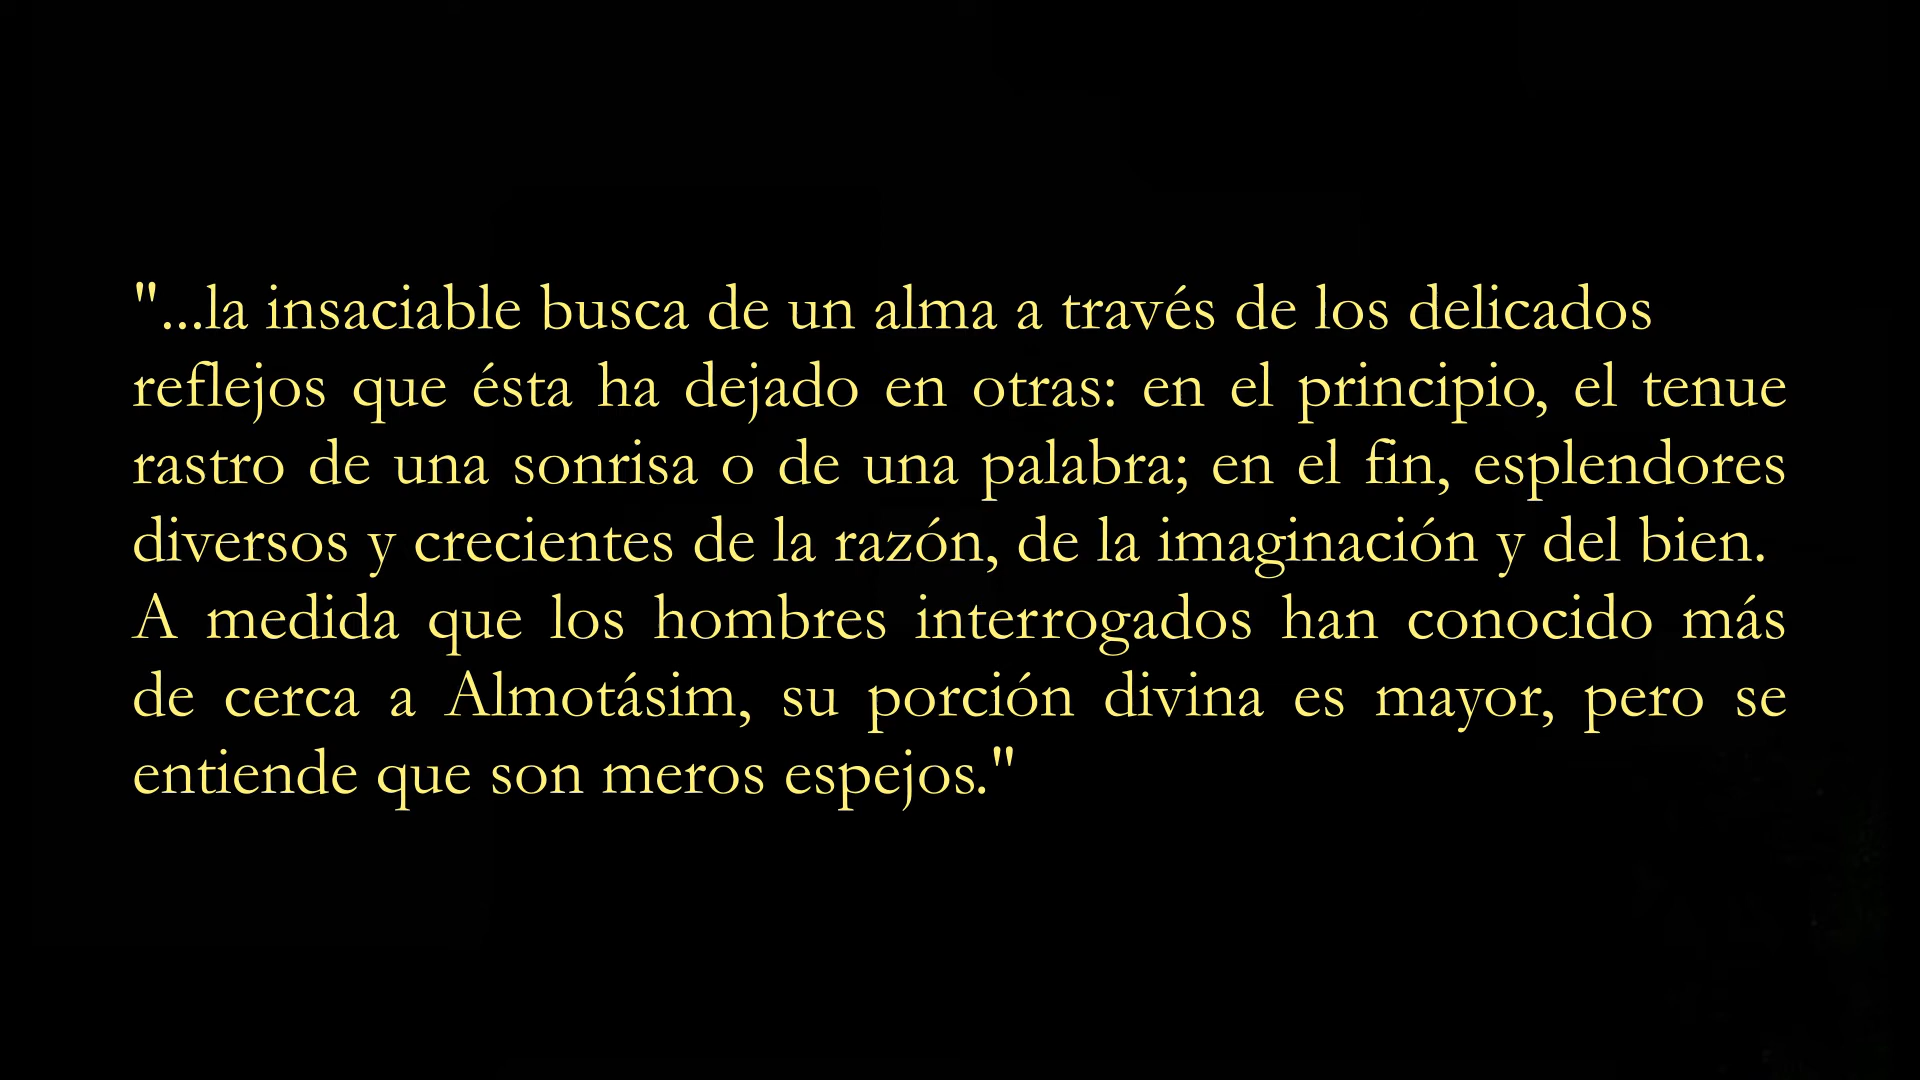 "...la insaciable busca de un alma a través de los delicados
reflejos que ésta ha dejado en otras: en el principio, el tenue
rastro de una sonrisa o de una palabra; en el fin, esplendores
diversos y crecientes de la razón, de la imaginación y del bien.
A medida que los hombres interrogados han conocido más
de cerca a Almotásim, su porción divina es mayor, pero se
entiende que son meros espejos."